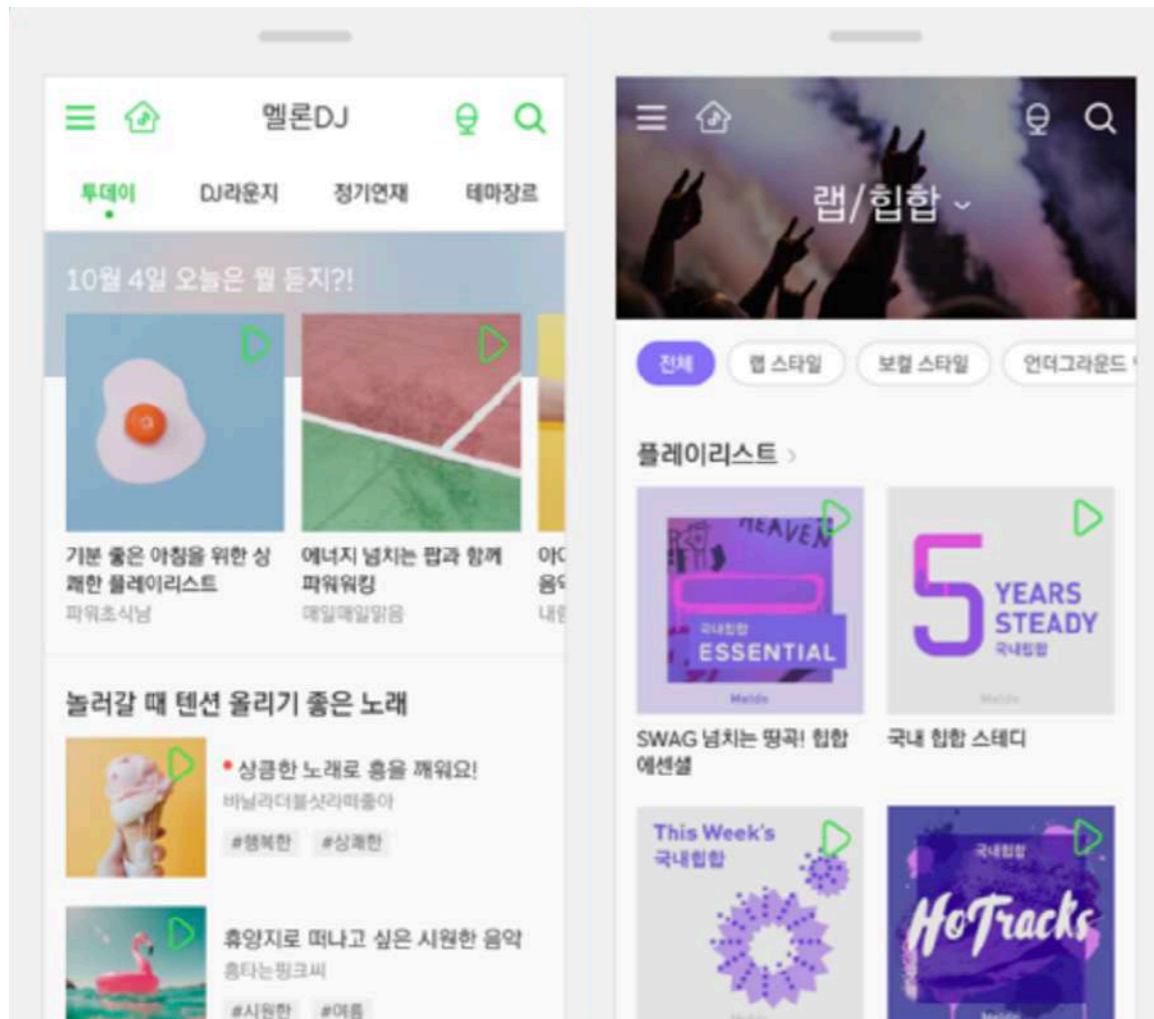 멜론DJ
투데이 DJ라운지 정기연재 테마장르
10월 4일 오늘은 뭘 듣지?!
기분 좋은 아침을 위한 상
쾌한 플레이리스트
파워초식남
에너지 넘치는 팝과 함께
파워워킹
매일매일맑음
놀러갈 때 텐션 올리기 좋은 노래
상큼한 노래로 흥을 깨워요!
바닐라더블샷라떼좋아
#행복한 #상쾌한
휴양지로 떠나고 싶은 시원한 음악
흥타는핑크씨
#시원한 #여름
랩/힙합
전체 랩 스타일 보컬 스타일 언더그라운드
플레이리스트
HEAVEN
국내힙합
ESSENTIAL
Melon
SWAG 넘치는 띵곡! 힙합
에센셜
5 YEARS
STEADY
국내힙합
Melon
국내 힙합 스테디
This Week's
국내힙합
국내힙합
HoTracks
Melon